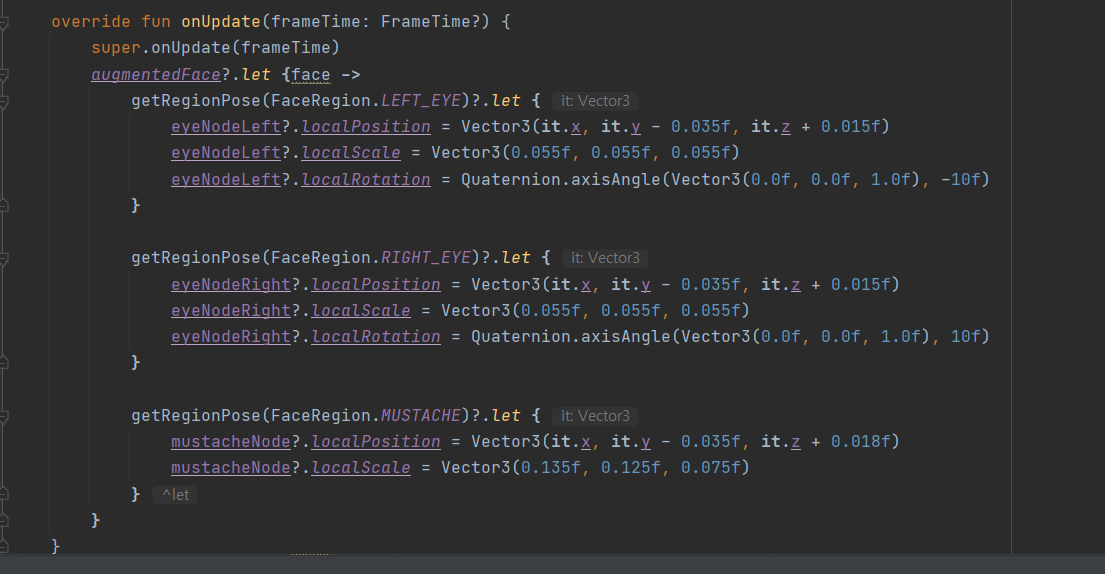 override fun onUpdate(frameTime: FrameTime?) {
super.onUpdate(frameTime)
augmentedFace?.let {face ->
getRegionPose(FaceRegion.LEFT_EYE)?.let { it: Vector3
eyeNodeLeft?.localPosition = Vector3(it.x, it.y - 0.035f, it.z + 0.015f)
eyeNodeLeft?.localScale = Vector3(0.055f, 0.055f, 0.055f)
eyeNodeLeft?.localRotation = Quaternion.axisAngle(Vector3(0.0f, 0.0f, 1.0f), -10f)
}
getRegionPose(FaceRegion.RIGHT_EYE)?.let { it: Vector3
eyeNodeRight?.localPosition = Vector3(it.x, it.y - 0.035f, it.z + 0.015f)
eyeNodeRight?.localScale = Vector3(0.055f, 0.055f, 0.055f)
eyeNodeRight?.localRotation = Quaternion.axisAngle(Vector3(0.0f, 0.0f, 1.0f), 10f)
}
getRegionPose(FaceRegion.MUSTACHE)?.let { it: Vector3
mustacheNode?.localPosition = Vector3(it.x, it.y - 0.035f, it.z + 0.018f)
mustacheNode?.localScale = Vector3(0.135f, 0.125f, 0.075f)
} ^let
}
}